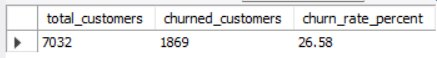 total_customers churned_customers churn_rate_percent
7032 1869 26.58